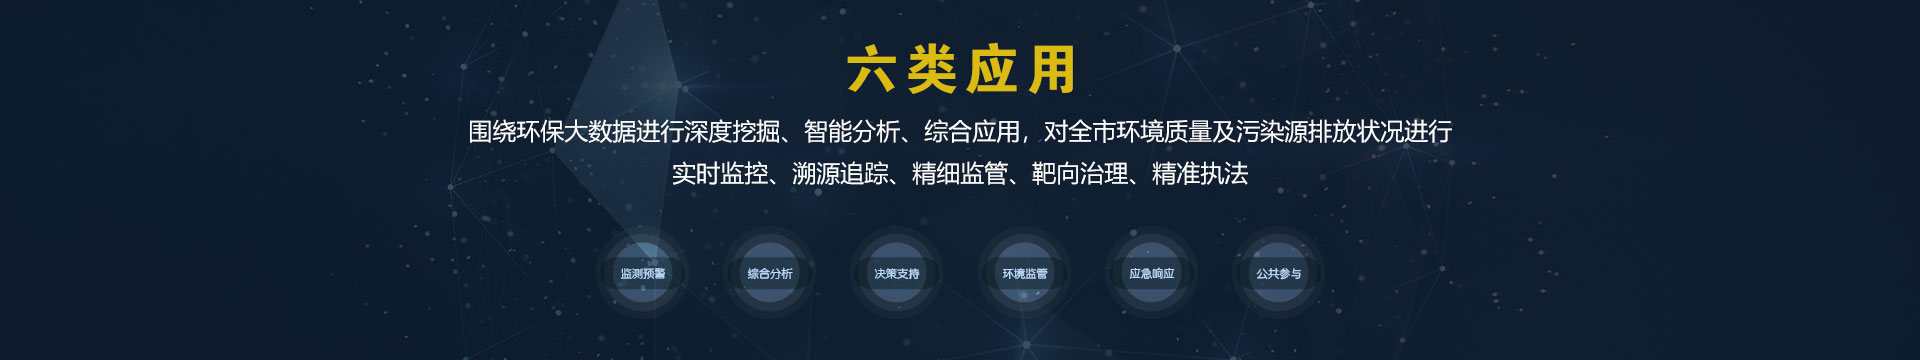 六类应用
围绕环保大数据进行深度挖掘、智能分析、综合应用，对全市环境质量及污染源排放状况进行
实时监控、溯源追踪、精细监管、靶向治理、精准执法
监测预警 综合分析 决策支持 环境监管 应急响应 公共参与